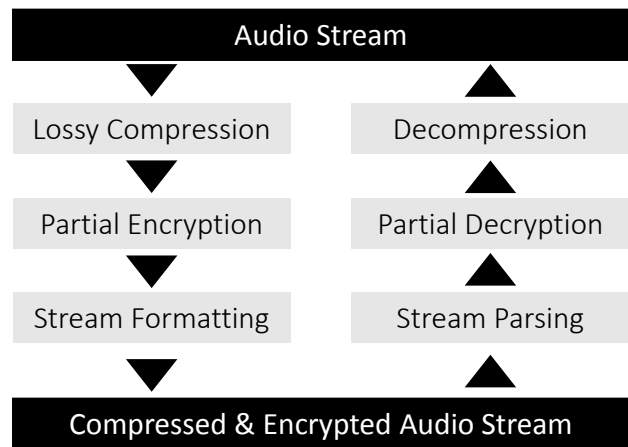 Audio Stream
Lossy Compression
Decompression
Partial Encryption
Partial Decryption
Stream Formatting
Stream Parsing
Compressed & Encrypted Audio Stream